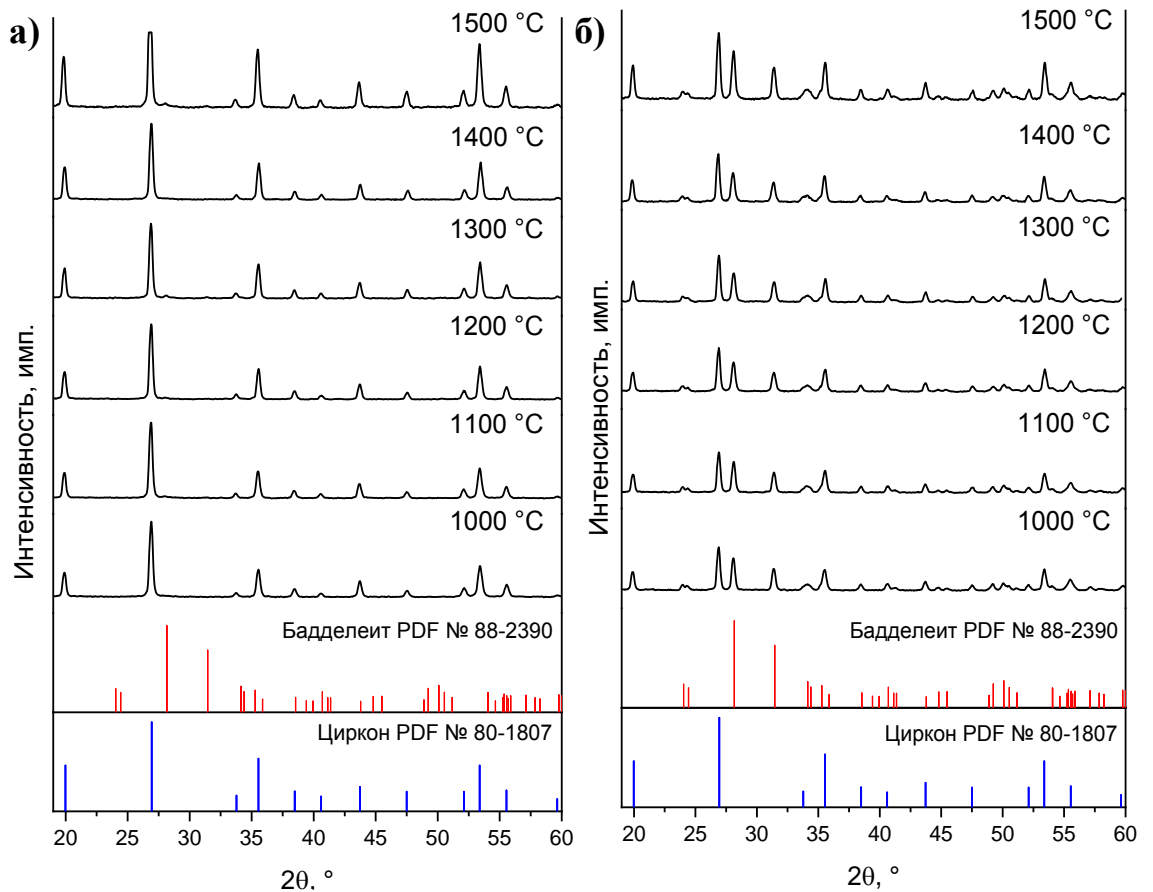 а)
1500 °C
1400 °C
1300 °C
1200 °C
1100 °C
1000 °C
Бадделеит PDF № 88-2390
Циркон PDF № 80-1807
Интенсивность, имп.
20 25 30 35 40 45 50 55 60
2θ, °
б)
1500 °C
1400 °C
1300 °C
1200 °C
1100 °C
1000 °C
Бадделеит PDF № 88-2390
Циркон PDF № 80-1807
Интенсивность, имп.
20 25 30 35 40 45 50 55 60
2θ, °